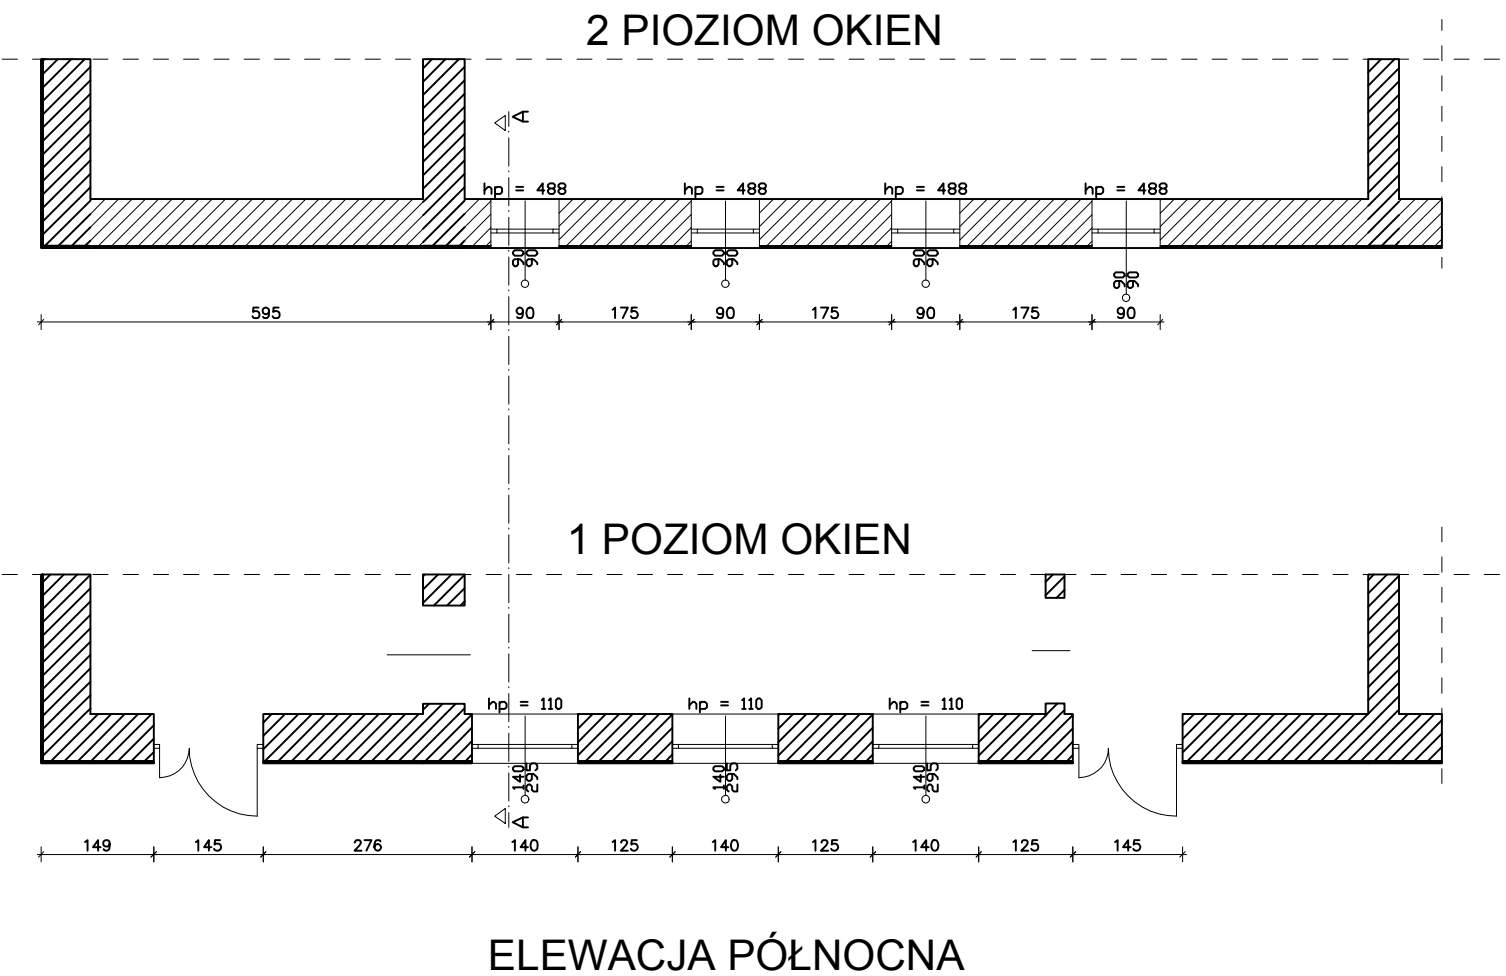 2 PIOZIOM OKIEN
A
hp = 488 hp = 488 hp = 488 hp = 488
90 90 90 90
90 90 90 90
595 90 175 90 175 90 175 90
1 POZIOM OKIEN
hp = 110 hp = 110 hp = 110
140 140 140
295 295 295
A
149 145 276 140 125 140 125 140 125 145
ELEWACJA PÓŁNOCNA